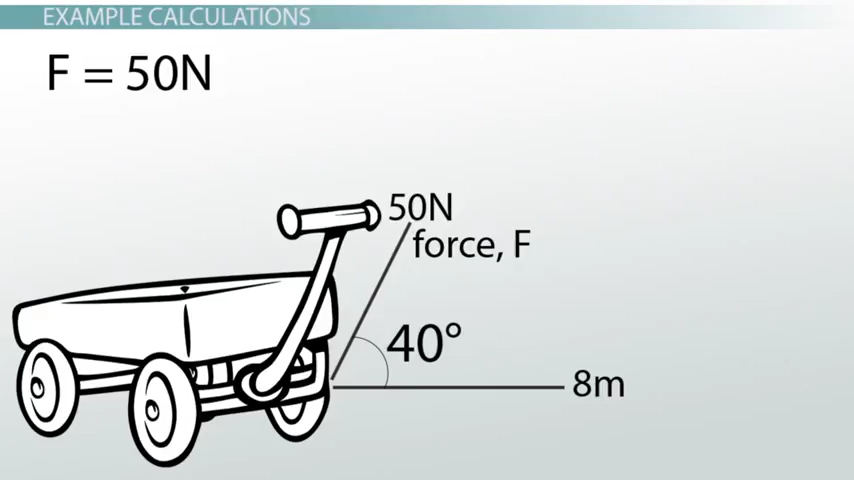 EXAMPLE CALCULATIONS
F = 50N
50N
force, F
40°
8m